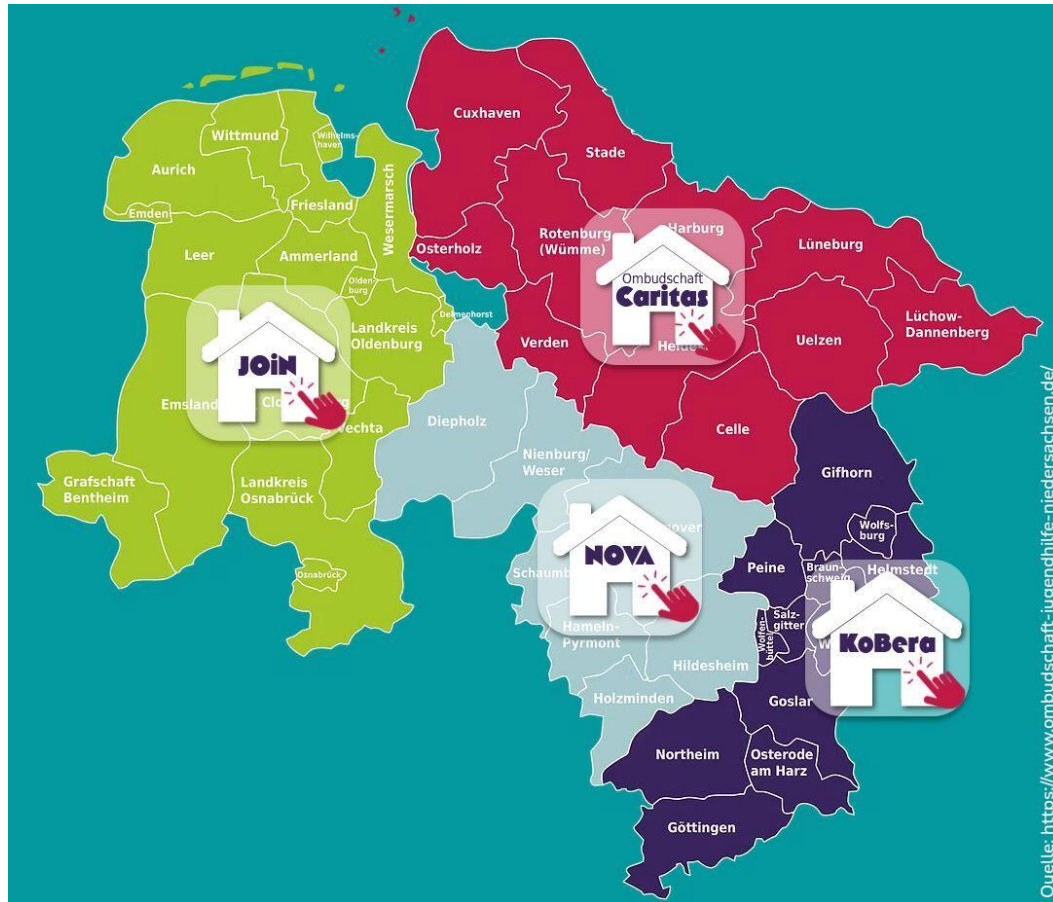 Cuxhaven
Wittmund
Wilhelms-
haven
Stade
Aurich
Wesermarsch
Friesland
Emden
Rotenburg
(Wümme)
Harburg
Lüneburg
Osterholz
Leer
Ammerland
Olden-
burg
Ombudschaft
Caritas
Delmenhorst
Lüchow-
Dannenberg
Landkreis
Oldenburg
Verden
Uelzen
JOiN
Emsland
Vechta
Diepholz
Celle
Nienburg/
Weser
Gifhorn
Grafschaft
Bentheim
Landkreis
Osnabrück
Wolfs-
burg
NOVA
Peine
Braun-
schweig
Helmstedt
Osnabrück
Salz-
gitter
Wolfen-
büttel
Hameln-
Pyrmont
KoBera
Hildesheim
Holzminden
Goslar
Northeim
Osterode
am Harz
Göttingen
Quelle: https://www.ombudschaft-jugendhilfe-niedersachsen.de/